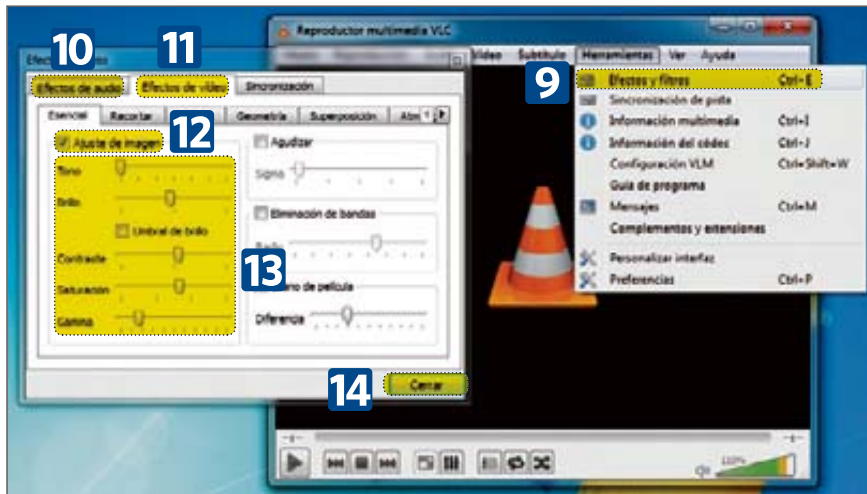 10
11
Reproductor multimedia VLC
Video Subtítulo Herramientas Ver Ayuda
9
Efectos y filtros Ctrl+E
Sincronización de pista
Información multimedia Ctrl+I
Información del códec Ctrl+J
Configuración VLM Ctrl+Shift+W
Guía de programa
Mensajes Ctrl+M
Complementos y extensiones
Personalizar interfaz
Preferencias Ctrl+P
Efectos de audio Efectos de vídeo Sincronización
Esencial Recortar Geometría Superposición
12
Ajuste de imagen
Agudizar
Tono
Sigma
Brillo
Eliminación de bandas
Umbral de brillo
Contraste
13
Saturación
de película
Gamma
Diferencia
14
Cerrar